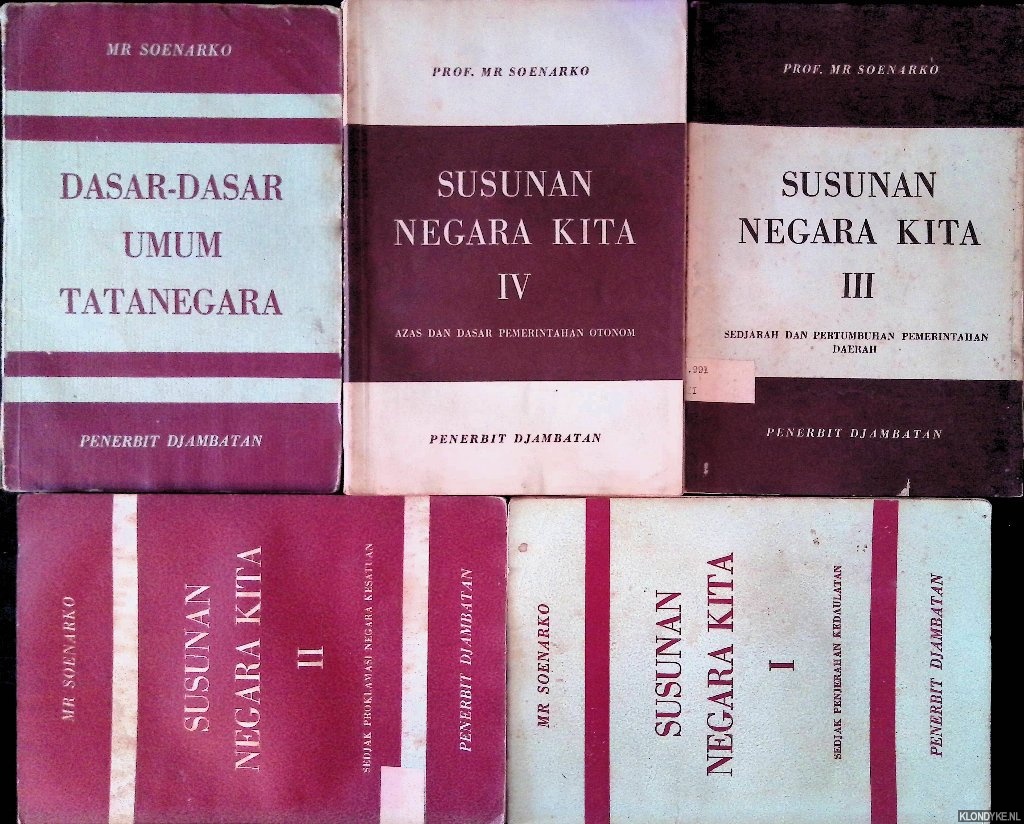 MR SOENARKO
DASAR-DASAR
UMUM
TATANEGARA
PENERBIT DJAMBATAN
PROF. MR SOENARKO
SUSUNAN
NEGARA KITA
IV
AZAS DAN DASAR PEMERINTAHAN OTONOM
PENERBIT DJAMBATAN
PROF. MR SOENARKO
SUSUNAN
NEGARA KITA
III
SEDJARAH DAN PERTUMBUHAN PEMERINTAHAN
DAERAH
.991
PENERBIT DJAMBATAN
MR SOENARKO
SUSUNAN
NEGARA KITA
II
SEDJAK PROKLAMASI NEGARA KESATUAN
PENERBIT DJAMBATAN
MR SOENARKO
SUSUNAN
NEGARA KITA
I
SEDJAK PENJERAHAN KEDAULATAN
PENERBIT DJAMBATAN
KLONDYKE.NL